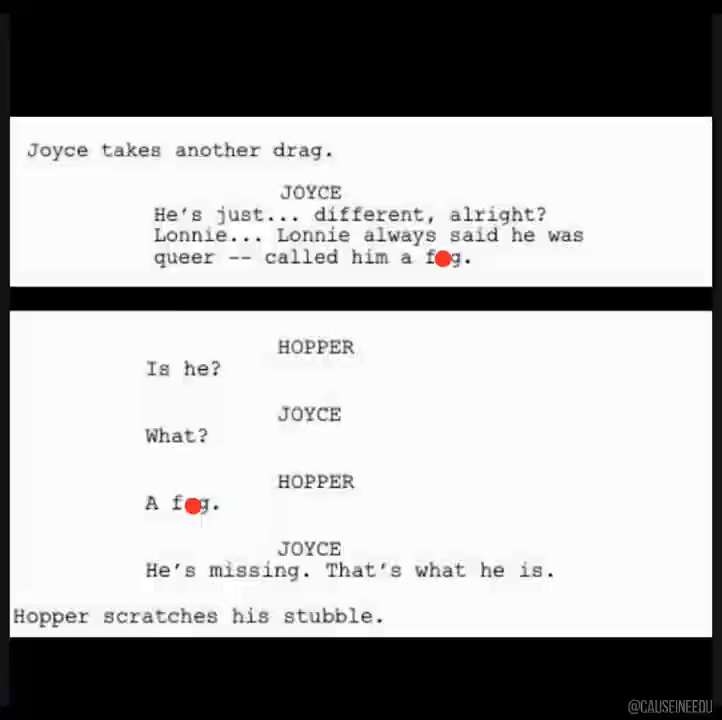 Joyce takes another drag.
JOYCE
He's just... different, alright?
Lonnie... Lonnie always said he was
queer -- called him a f🔴g.
HOPPER
Is he?
JOYCE
What?
HOPPER
A f🔴g.
JOYCE
He's missing. That's what he is.
Hopper scratches his stubble.
@CAUSEINEEDU